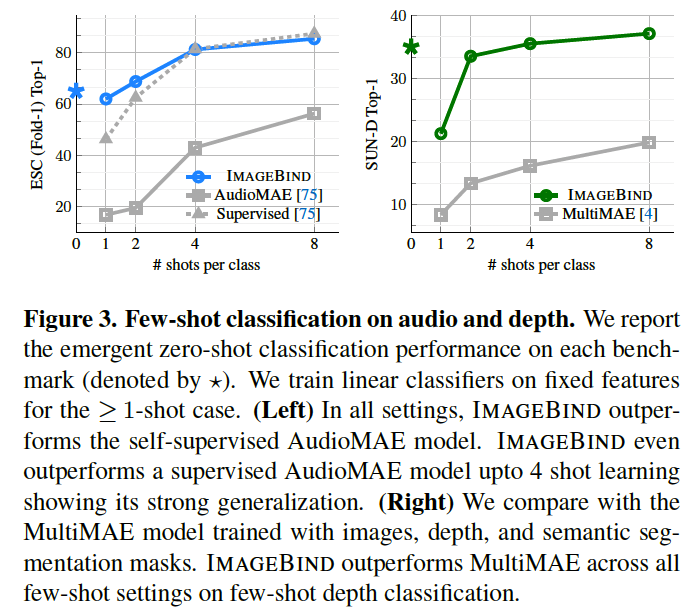 80
60
40
20
ESC (Fold-1) Top-1
IMAGEBIND
AudioMAE [75]
Supervised [75]
0 1 2 4 8
# shots per class
40
30
20
10
SUN-D Top-1
IMAGEBIND
MultiMAE [4]
0 1 2 4 8
# shots per class
Figure 3. Few-shot classification on audio and depth. We report
the emergent zero-shot classification performance on each bench-
mark (denoted by ⋆). We train linear classifiers on fixed features
for the ≥ 1-shot case. (Left) In all settings, IMAGEBIND outper-
forms the self-supervised AudioMAE model. IMAGEBIND even
outperforms a supervised AudioMAE model upto 4 shot learning
showing its strong generalization. (Right) We compare with the
MultiMAE model trained with images, depth, and semantic seg-
mentation masks. IMAGEBIND outperforms MultiMAE across all
few-shot settings on few-shot depth classification.